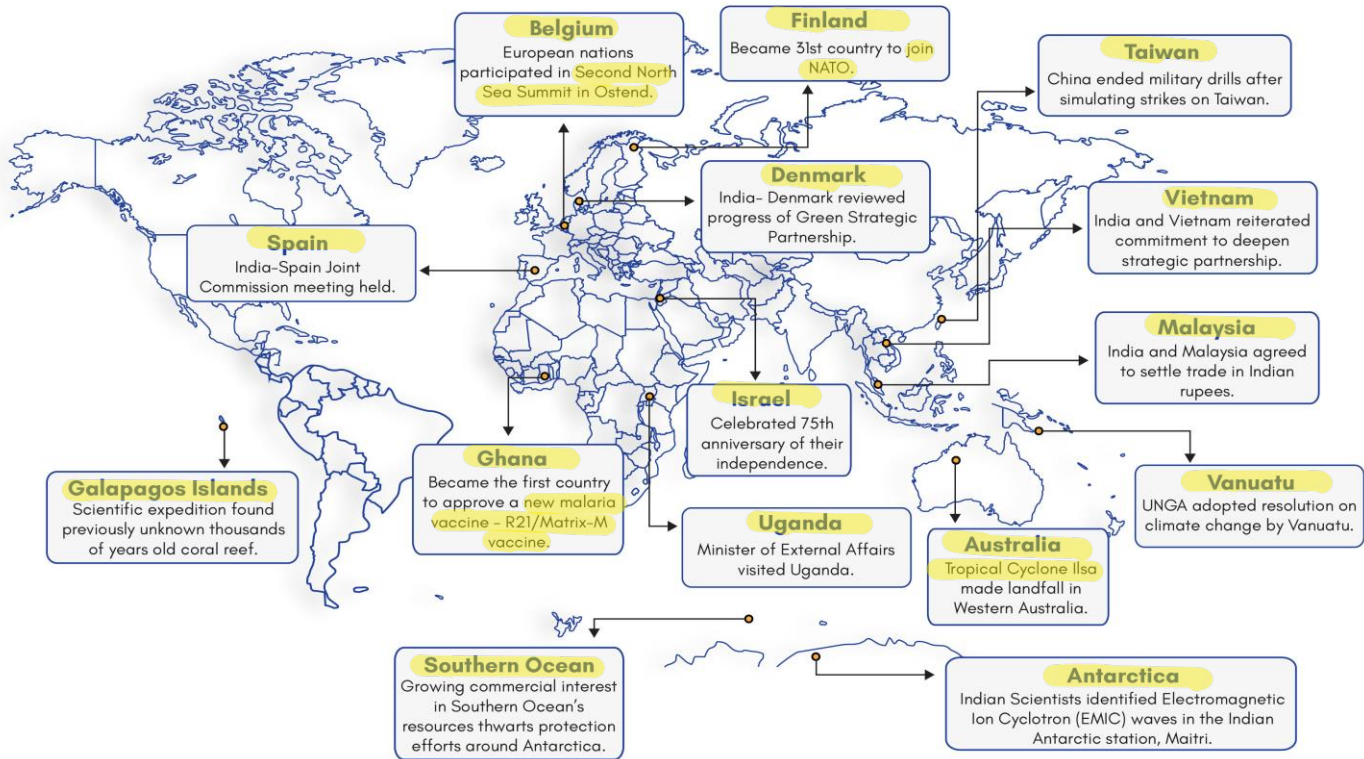 Belgium
European nations
participated in Second North
Sea Summit in Ostend.
Finland
Became 31st country to join
NATO.
Taiwan
China ended military drills after
simulating strikes on Taiwan.
Denmark
India- Denmark reviewed
progress of Green Strategic
Partnership.
Vietnam
India and Vietnam reiterated
commitment to deepen
strategic partnership.
Spain
India-Spain Joint
Commission meeting held.
Malaysia
India and Malaysia agreed
to settle trade in Indian
rupees.
Israel
Celebrated 75th
anniversary of their
independence.
Ghana
Became the first country
to approve a new malaria
vaccine - R21/Matrix-M
vaccine.
Galapagos Islands
Scientific expedition found
previously unknown thousands
of years old coral reef.
Vanuatu
UNGA adopted resolution on
climate change by Vanuatu.
Uganda
Minister of External Affairs
visited Uganda.
Australia
Tropical Cyclone Ilsa
made landfall in
Western Australia.
Southern Ocean
Growing commercial interest
in Southern Ocean's
resources thwarts protection
efforts around Antarctica.
Antarctica
Indian Scientists identified Electromagnetic
Ion Cyclotron (EMIC) waves in the Indian
Antarctic station, Maitri.